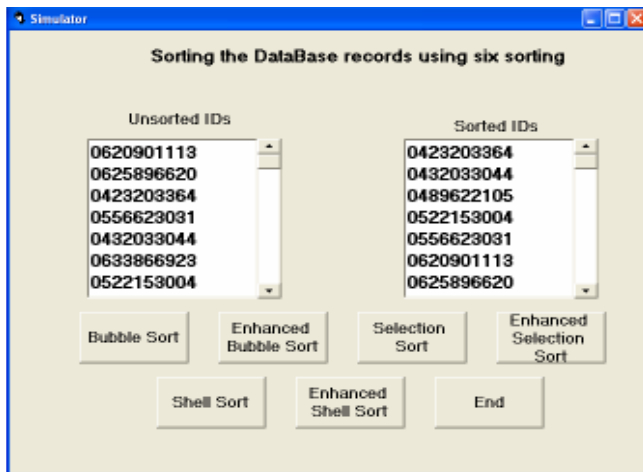 Simulator
Sorting the DataBase records using six sorting
Unsorted IDs
0620901113
0625896620
0423203364
0556623031
0432033044
0633866923
0522153004
Sorted IDs
0423203364
0432033044
0489622105
0522153004
0556623031
0620901113
0625896620
Bubble Sort
Enhanced
Bubble Sort
Selection
Sort
Enhanced
Selection
Sort
Shell Sort
Enhanced
Shell Sort
End